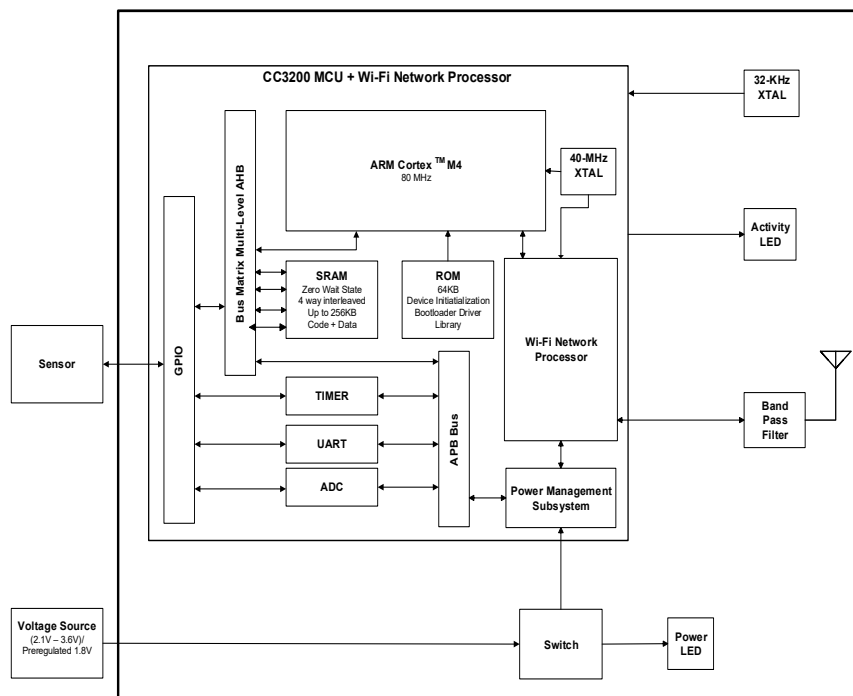 CC3200 MCU + Wi-Fi Network Processor
32-KHz
XTAL
Bus Matrix Multi-Level AHB
ARM Cortex ™ M4
80 MHz
40-MHz
XTAL
Activity
LED
SRAM
Zero Wait State
4 way interleaved
Up to 256KB
Code + Data
ROM
64KB
Device Initiatialization
Bootloader Driver
Library
Wi-Fi Network
Processor
Sensor
GPIO
TIMER
UART
ADC
APB Bus
Band
Pass
Filter
Power Management
Subsystem
Voltage Source
(2.1V – 3.6V)/
Preregulated 1.8V
Switch
Power
LED